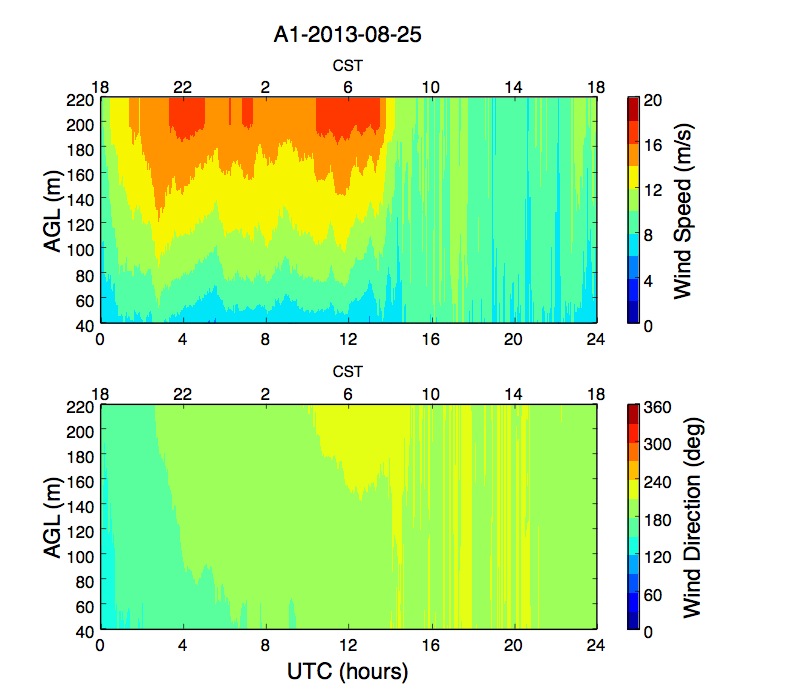 A1-2013-08-25
CST
18 22 2 6 10 14 18
220
200
180
160
140
120
100
80
60
40
AGL (m)
0 4 8 12 16 20 24
20
16
12
8
4
0
Wind Speed (m/s)
CST
18 22 2 6 10 14 18
220
200
180
160
140
120
100
80
60
40
AGL (m)
0 4 8 12 16 20 24
UTC (hours)
360
300
240
180
120
60
0
Wind Direction (deg)